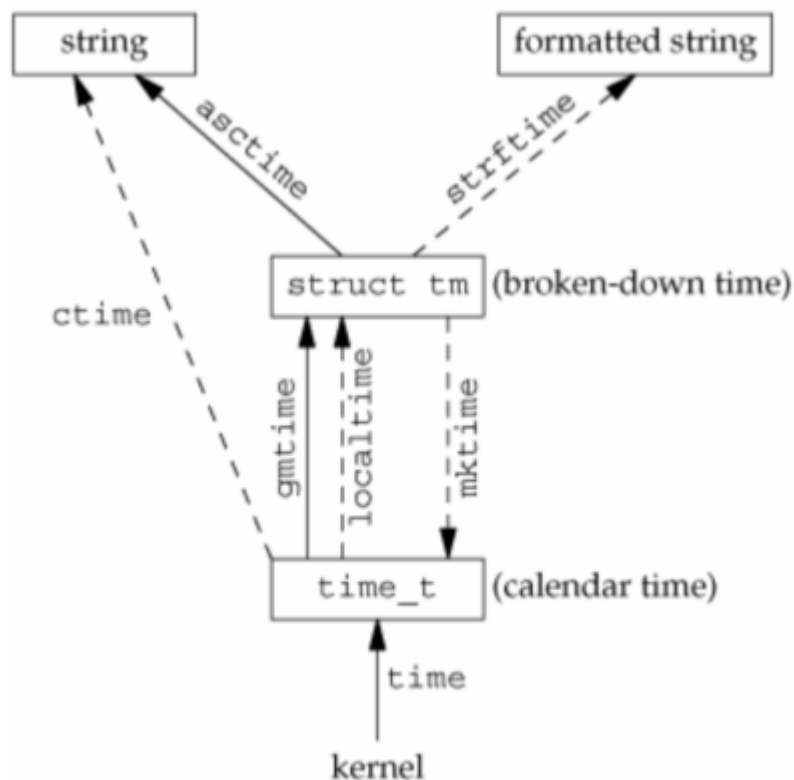 string
formatted string
asctime
strftime
struct tm (broken-down time)
ctime
gmtime
localtime
mktime
time_t (calendar time)
time
kernel